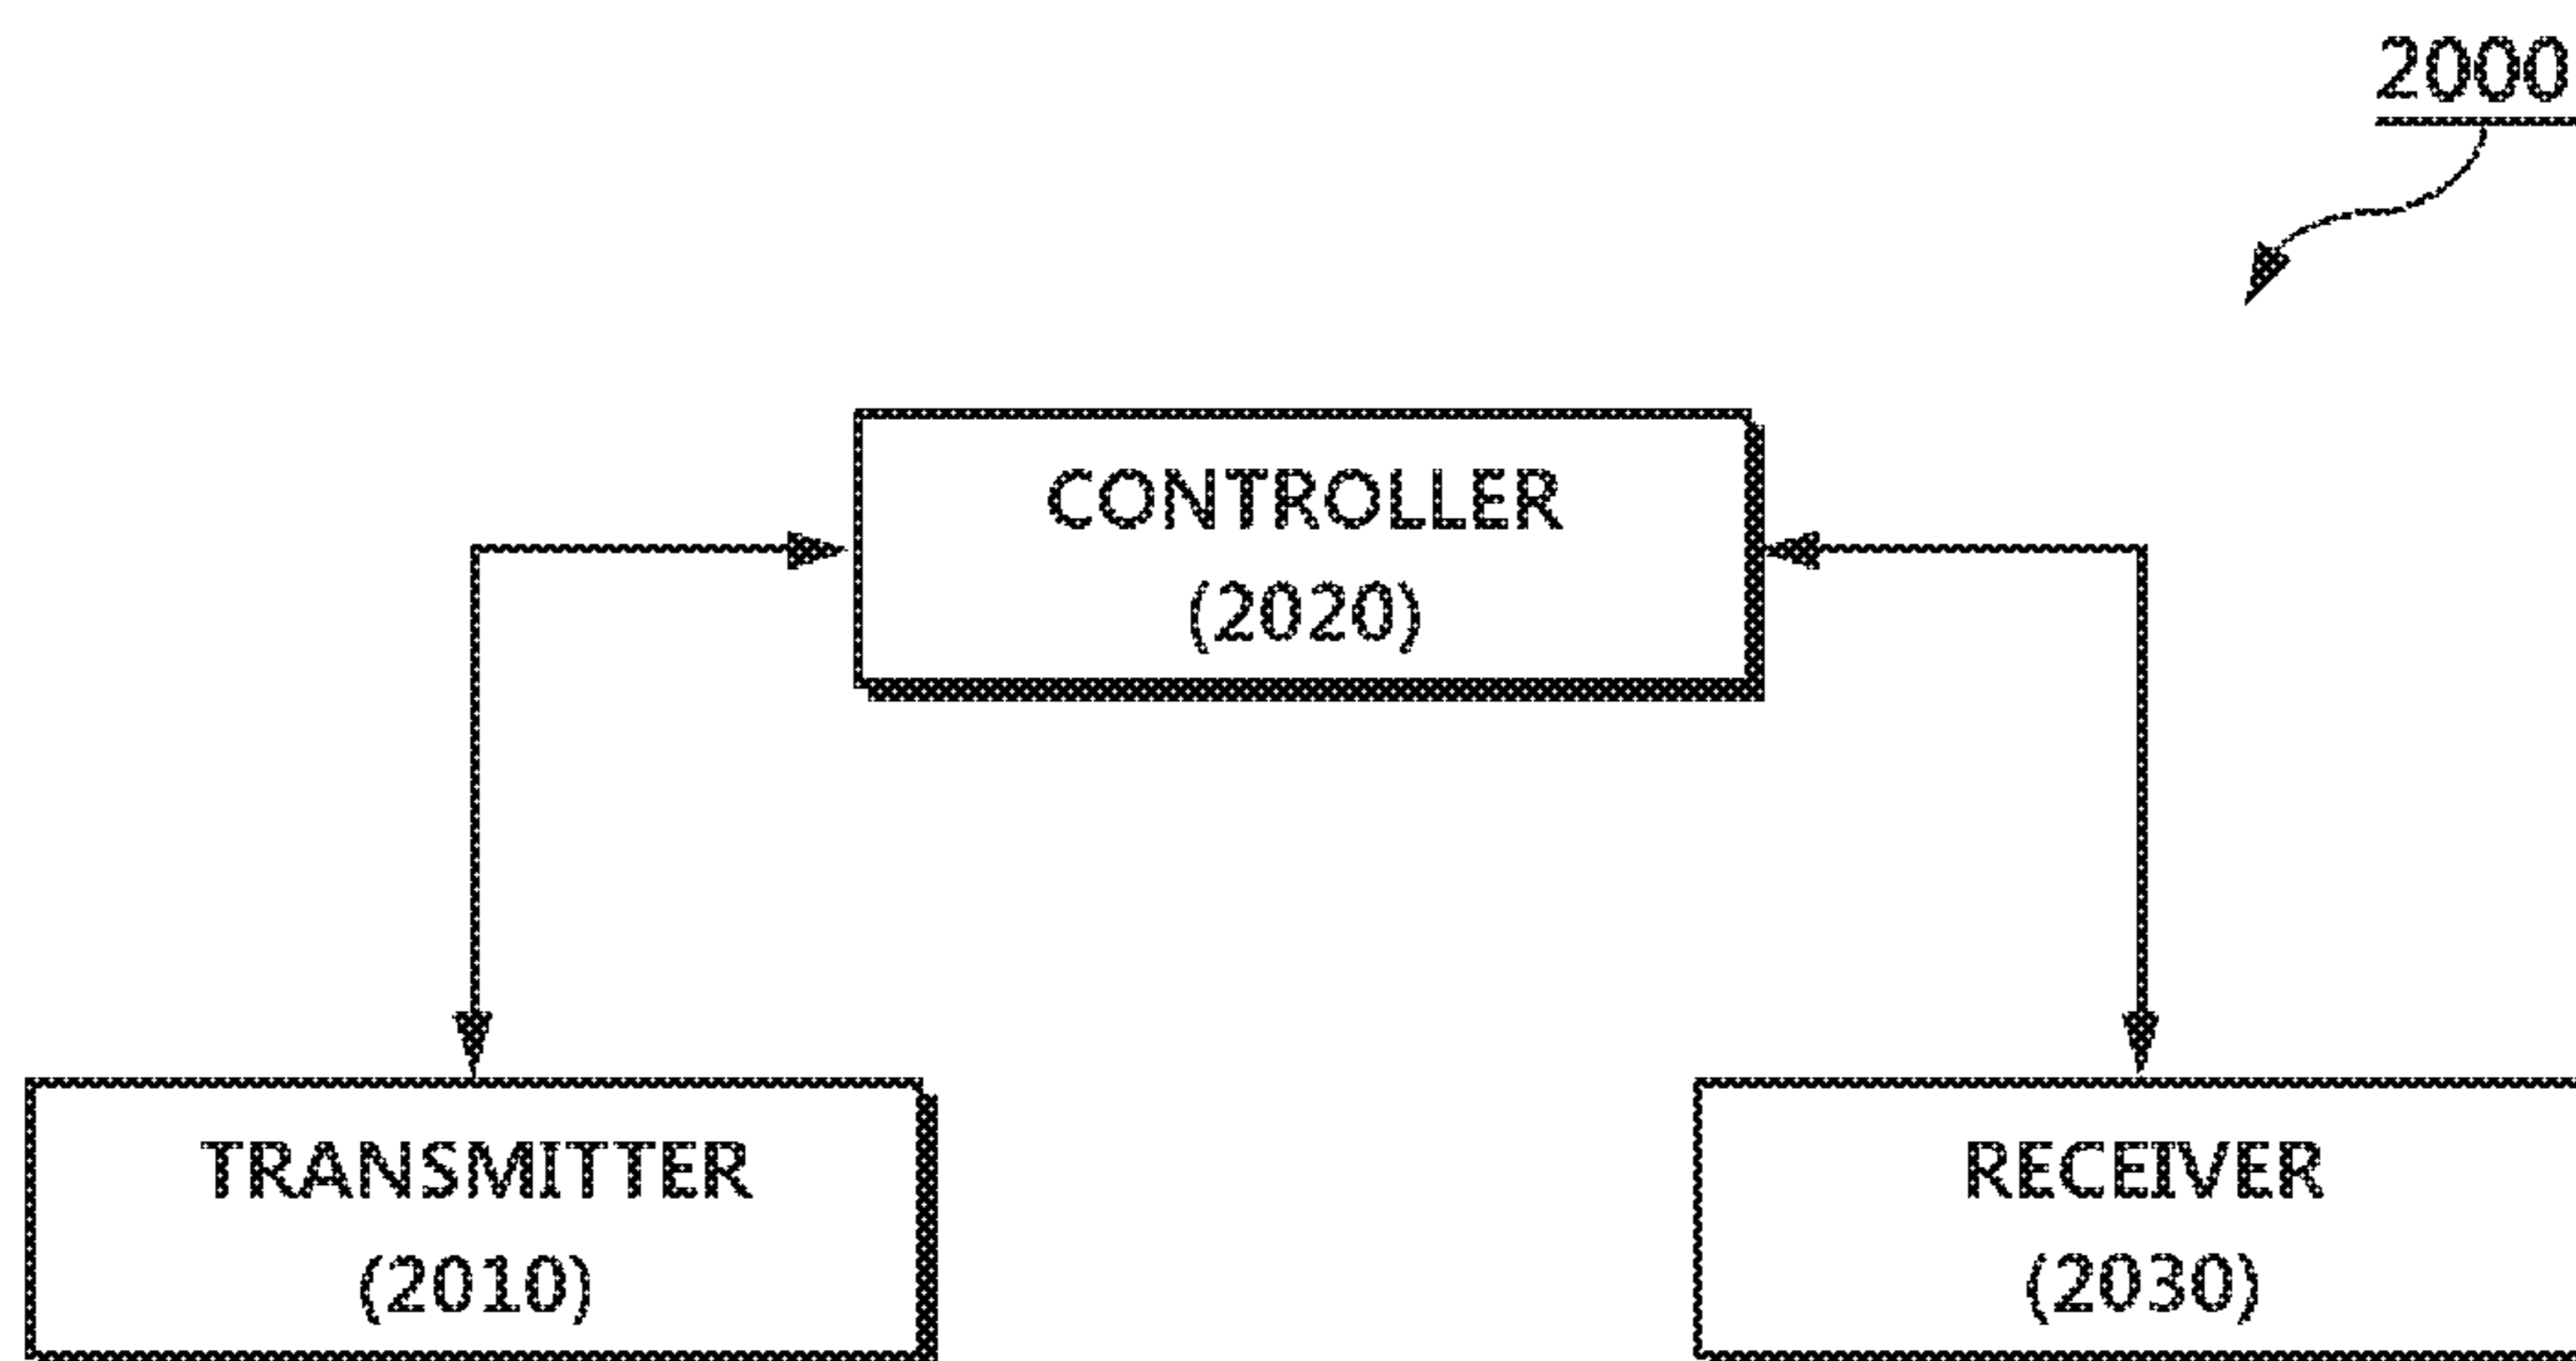 2000
CONTROLLER
(2020)
TRANSMITTER
(2010)
RECEIVER
(2030)